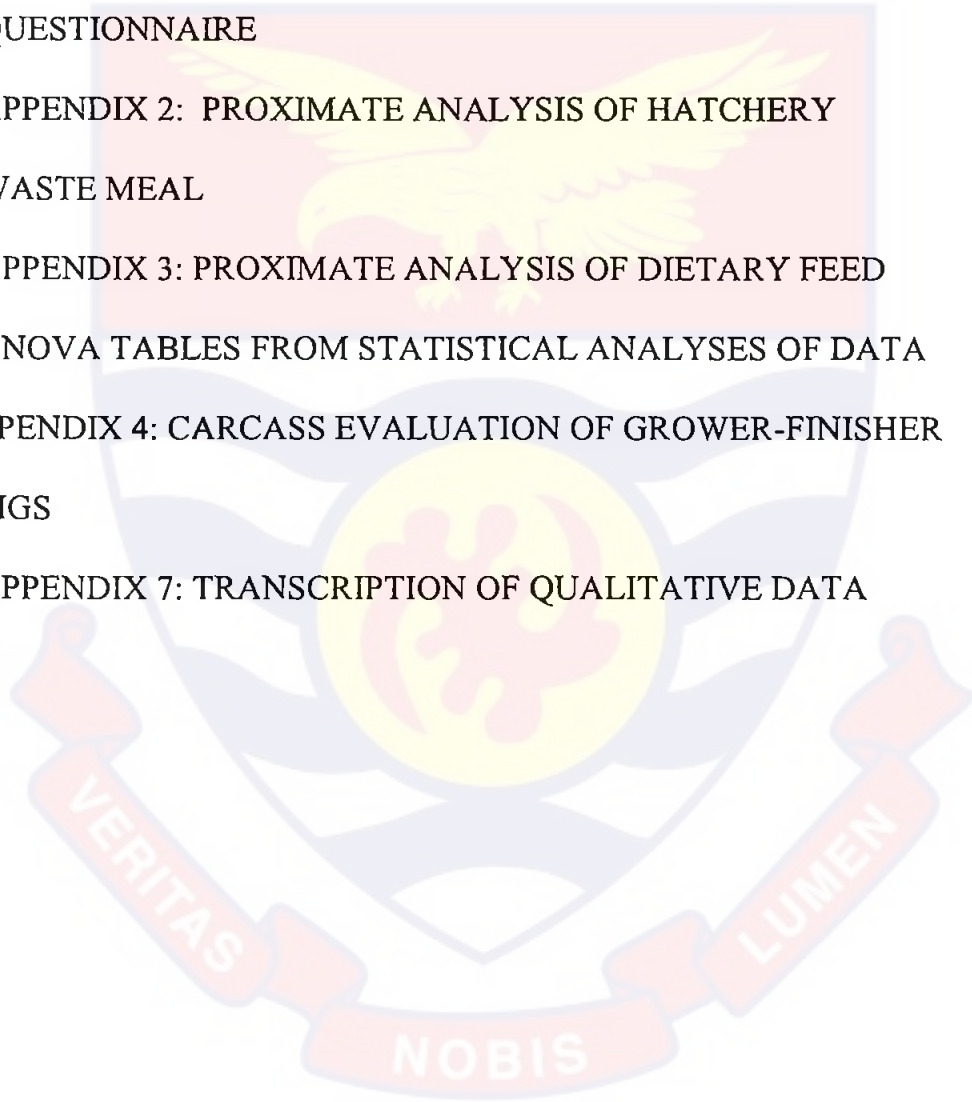 QUESTIONNAIRE
PPENDIX 2: PROXIMATE ANALYSIS OF HATCHERY
WASTE MEAL
PPENDIX 3: PROXIMATE ANALYSIS OF DIETARY FEED
NOVA TABLES FROM STATISTICAL ANALYSES OF DATA
PENDIX 4: CARCASS EVALUATION OF GROWER-FINISHER
IGS
PPENDIX 7: TRANSCRIPTION OF QUALITATIVE DATA
VERITAS
NOBIS
LUMEN